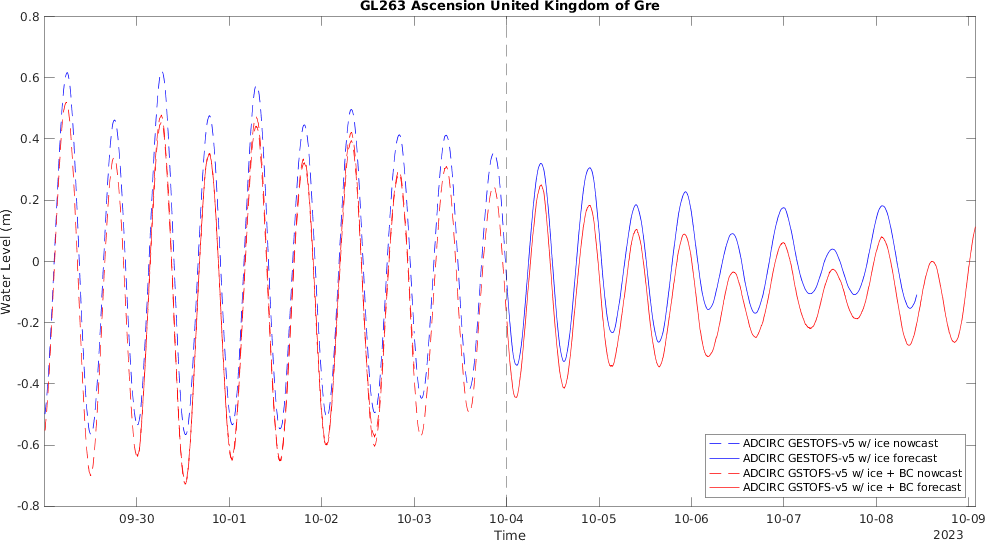 GL263 Ascension United Kingdom of Gre
0.8
0.6
0.4
0.2
0
-0.2
-0.4
-0.6
-0.8
Water Level (m)
09-30 10-01 10-02 10-03 10-04 10-05 10-06 10-07 10-08 10-09
Time
2023
ADCIRC GESTOFS-v5 w/ ice nowcast
ADCIRC GESTOFS-v5 w/ ice forecast
ADCIRC GSTOFS-v5 w/ ice + BC nowcast
ADCIRC GSTOFS-v5 w/ ice + BC forecast